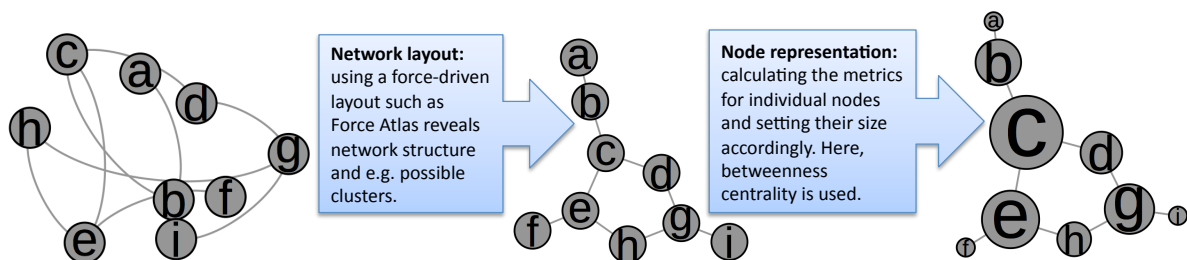 c
a
d
h
g
b
f
e
i
Network layout:
using a force-driven
layout such as
Force Atlas reveals
network structure
and e.g. possible
clusters.
a
b
c
d
e
f
g
h
i
Node representation:
calculating the metrics
for individual nodes
and setting their size
accordingly. Here,
betweenness
centrality is used.
a
b
c
d
e
g
i
f
h